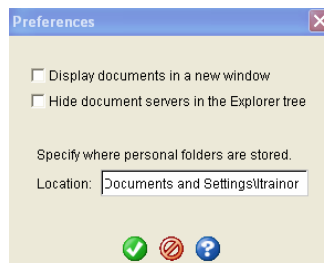 Preferences
Display documents in a new window
Hide document servers in the Explorer tree
Specify where personal folders are stored.
Location: Documents and Settings\ltrainor